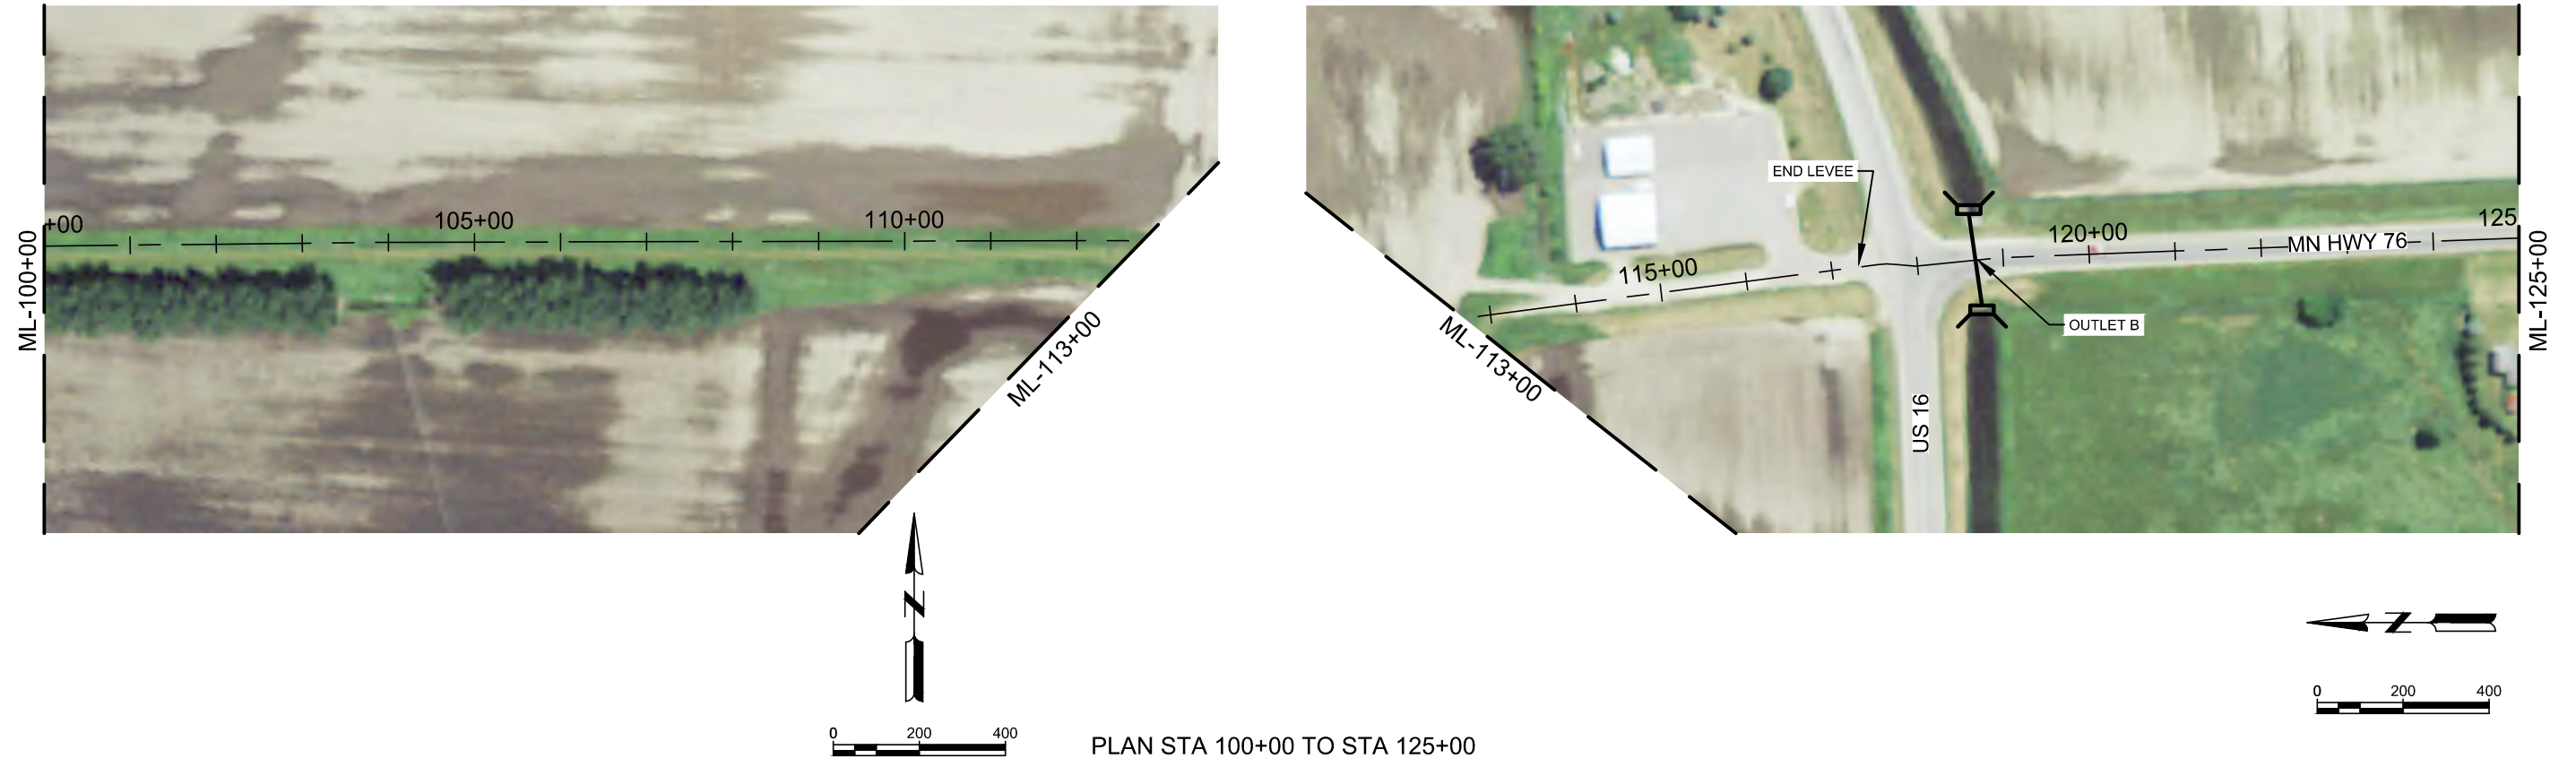 +00
105+00
110+00
ML-100+00
ML-113+00
END LEVEE
115+00
120+00
MN HWY 76
125
ML-125+00
OUTLET B
ML-113+00
US 16
N
N
0 200 400
0 200 400
PLAN STA 100+00 TO STA 125+00